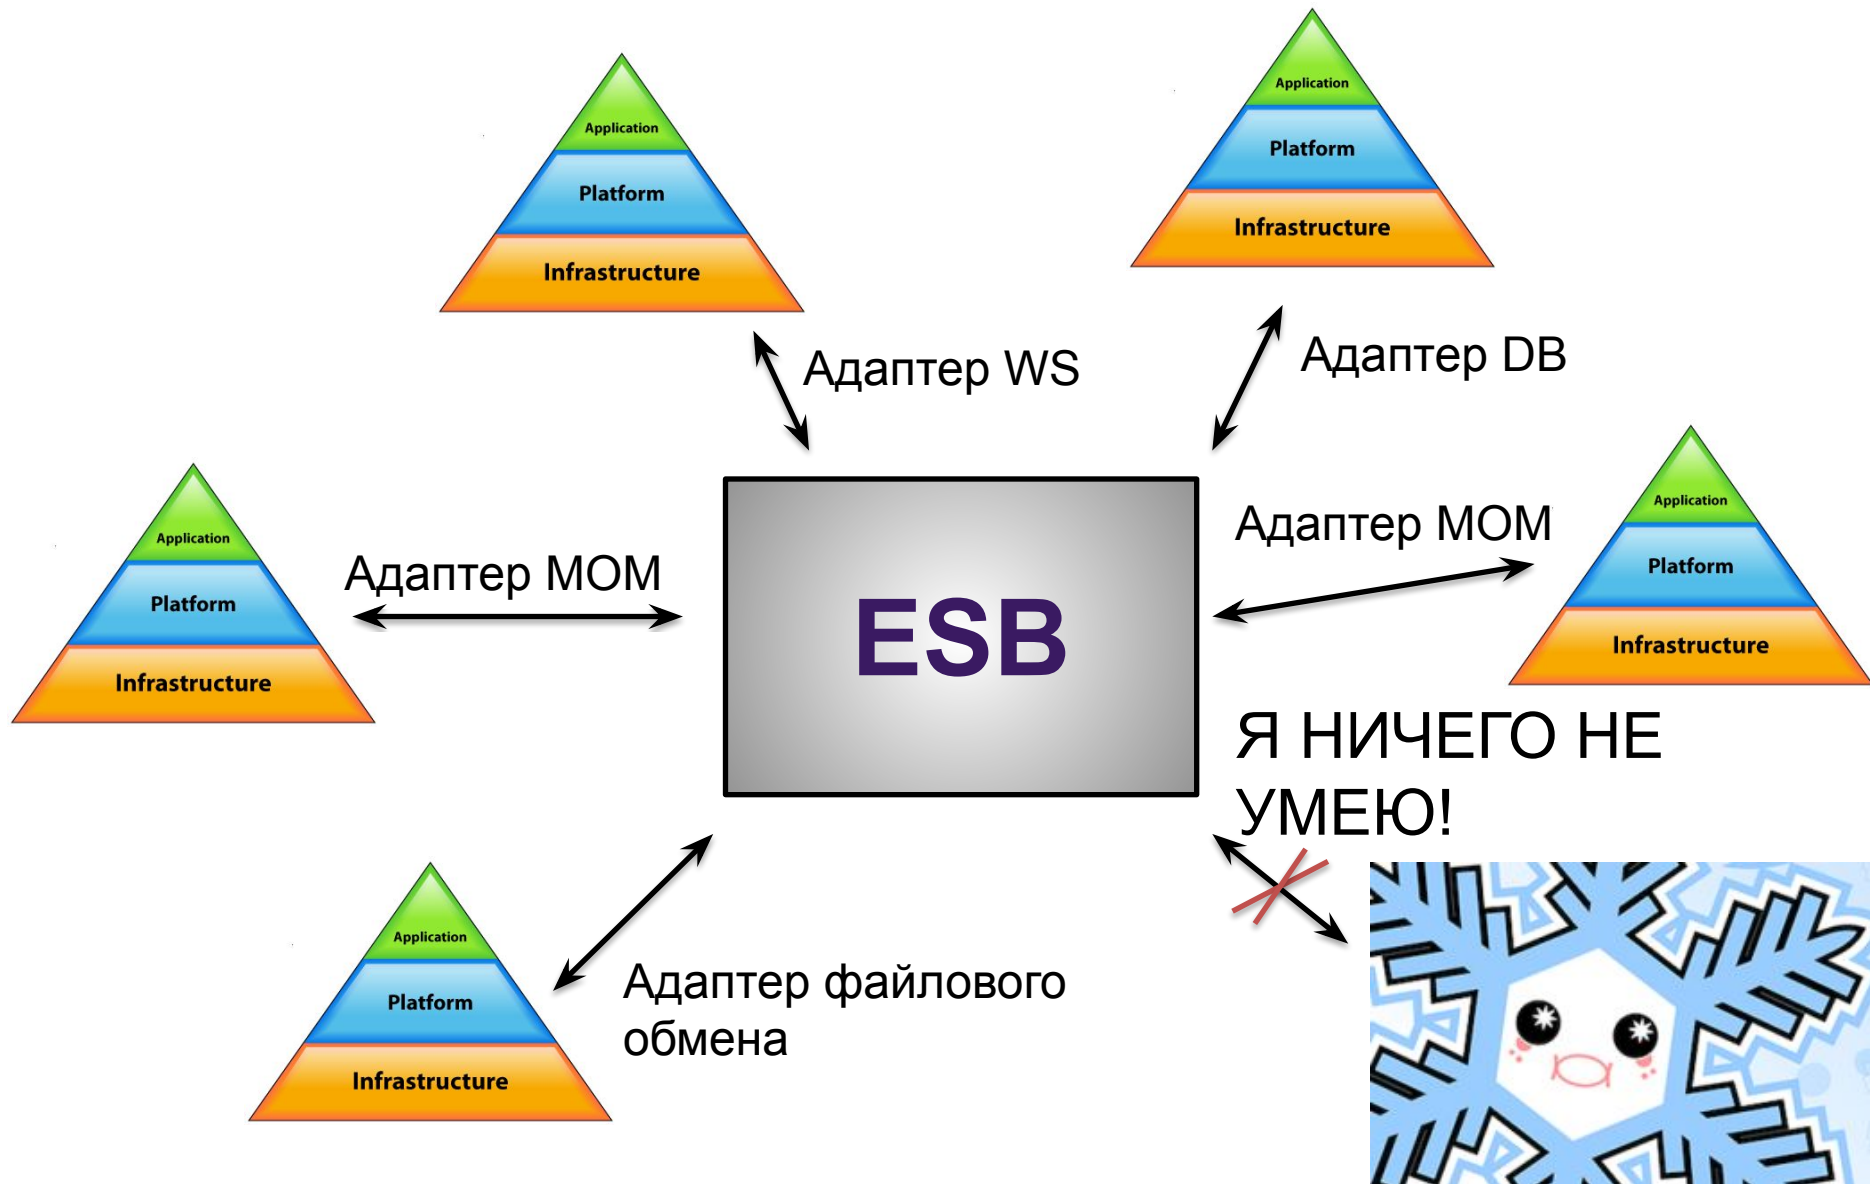 Application
Platform
Infrastructure
Application
Platform
Infrastructure
Адаптер WS
Адаптер DB
Application
Platform
Infrastructure
Адаптер MOM
ESB
Адаптер MOM
Application
Platform
Infrastructure
Я НИЧЕГО НЕ
УМЕЮ!
Application
Platform
Infrastructure
Адаптер файлового
обмена